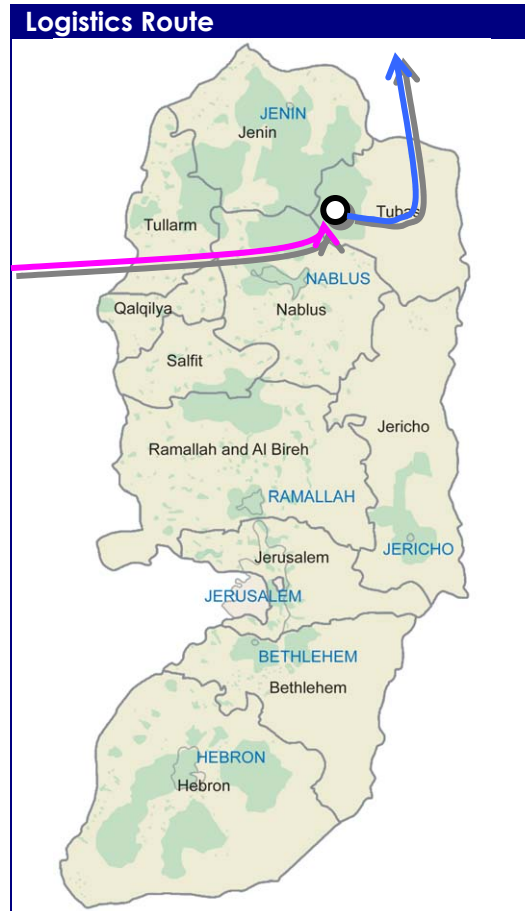 Logistics Route
JENIN
Jenin
Tullarm
Tubas
NABLUS
Qalqilya
Nablus
Salfit
Jericho
Ramallah and Al Bireh
RAMALLAH
JERICHO
Jerusalem
JERUSALEM
BETHLEHEM
Bethlehem
HEBRON
Hebron